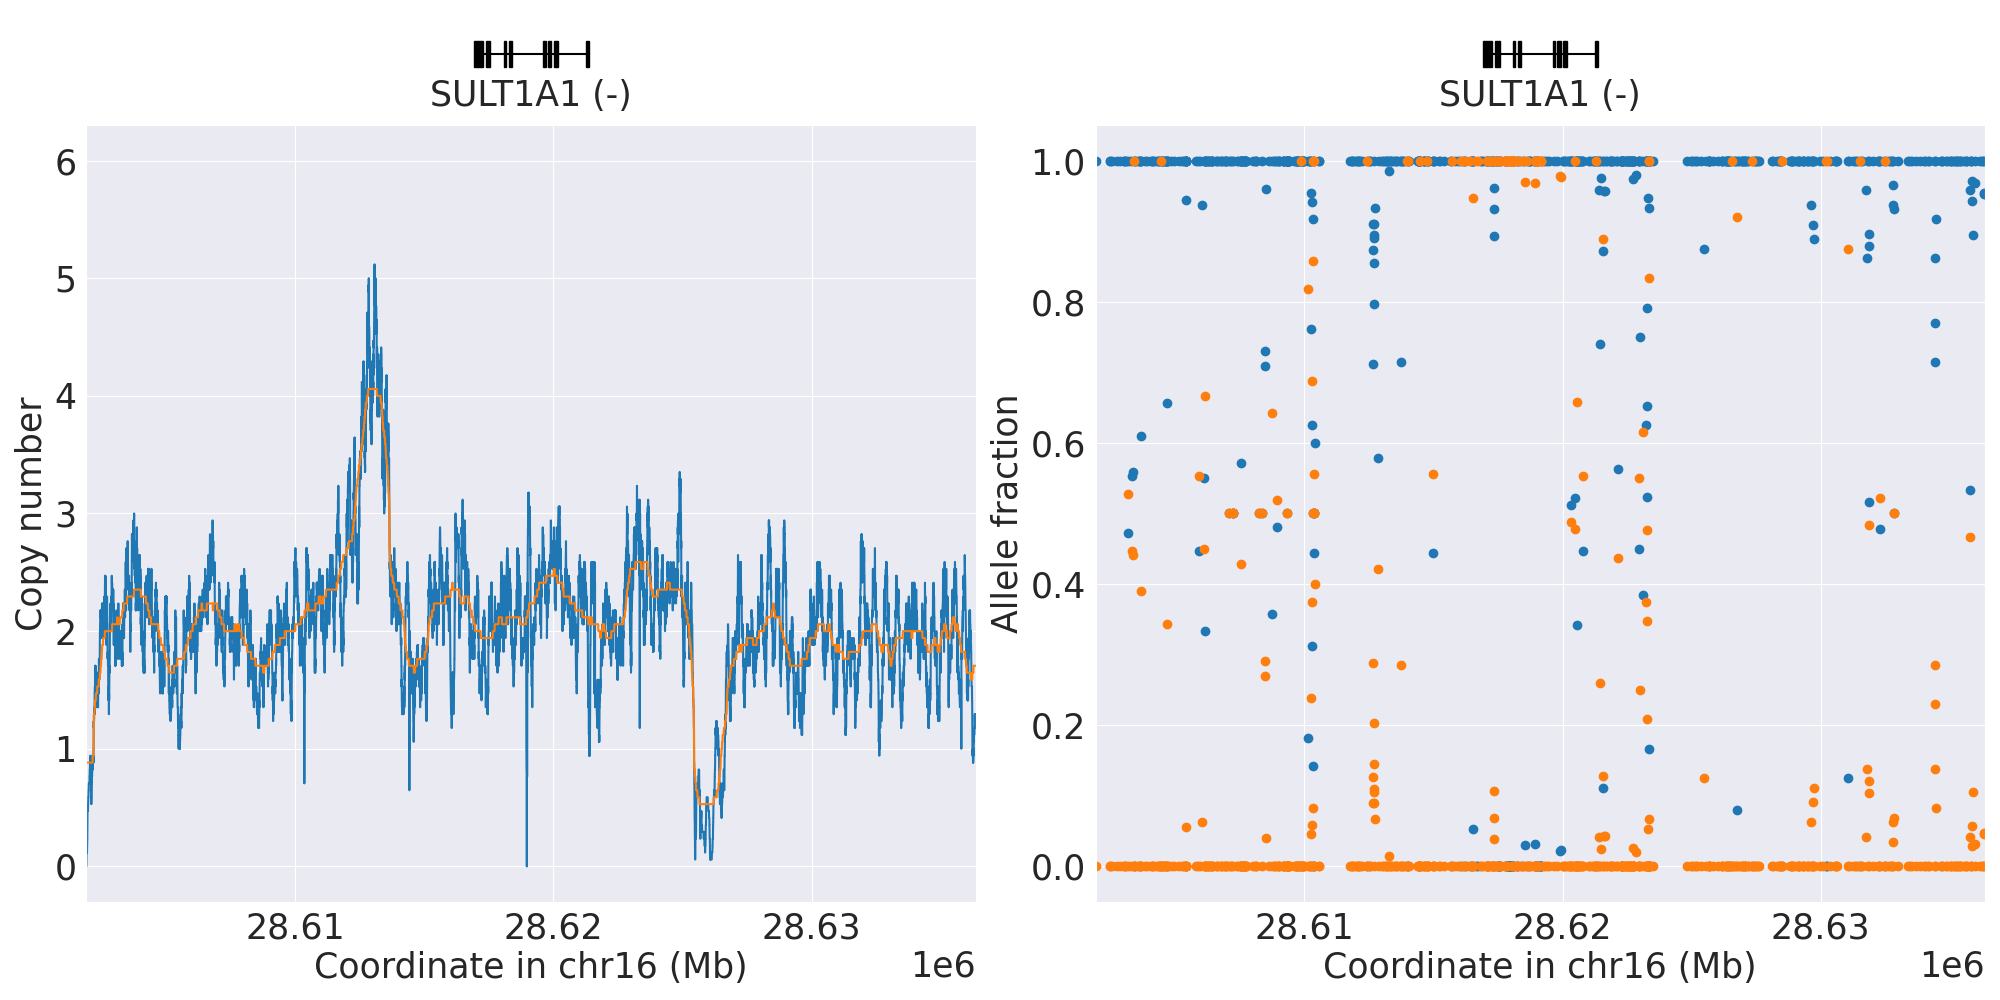 SULT1A1 (-)
6
5
4
3
2
1
0
Copy number
28.61
28.62
28.63
Coordinate in chr16 (Mb)
1e6
SULT1A1 (-)
1.0
0.8
0.6
0.4
0.2
0.0
Allele fraction
28.61
28.62
28.63
Coordinate in chr16 (Mb)
1e6